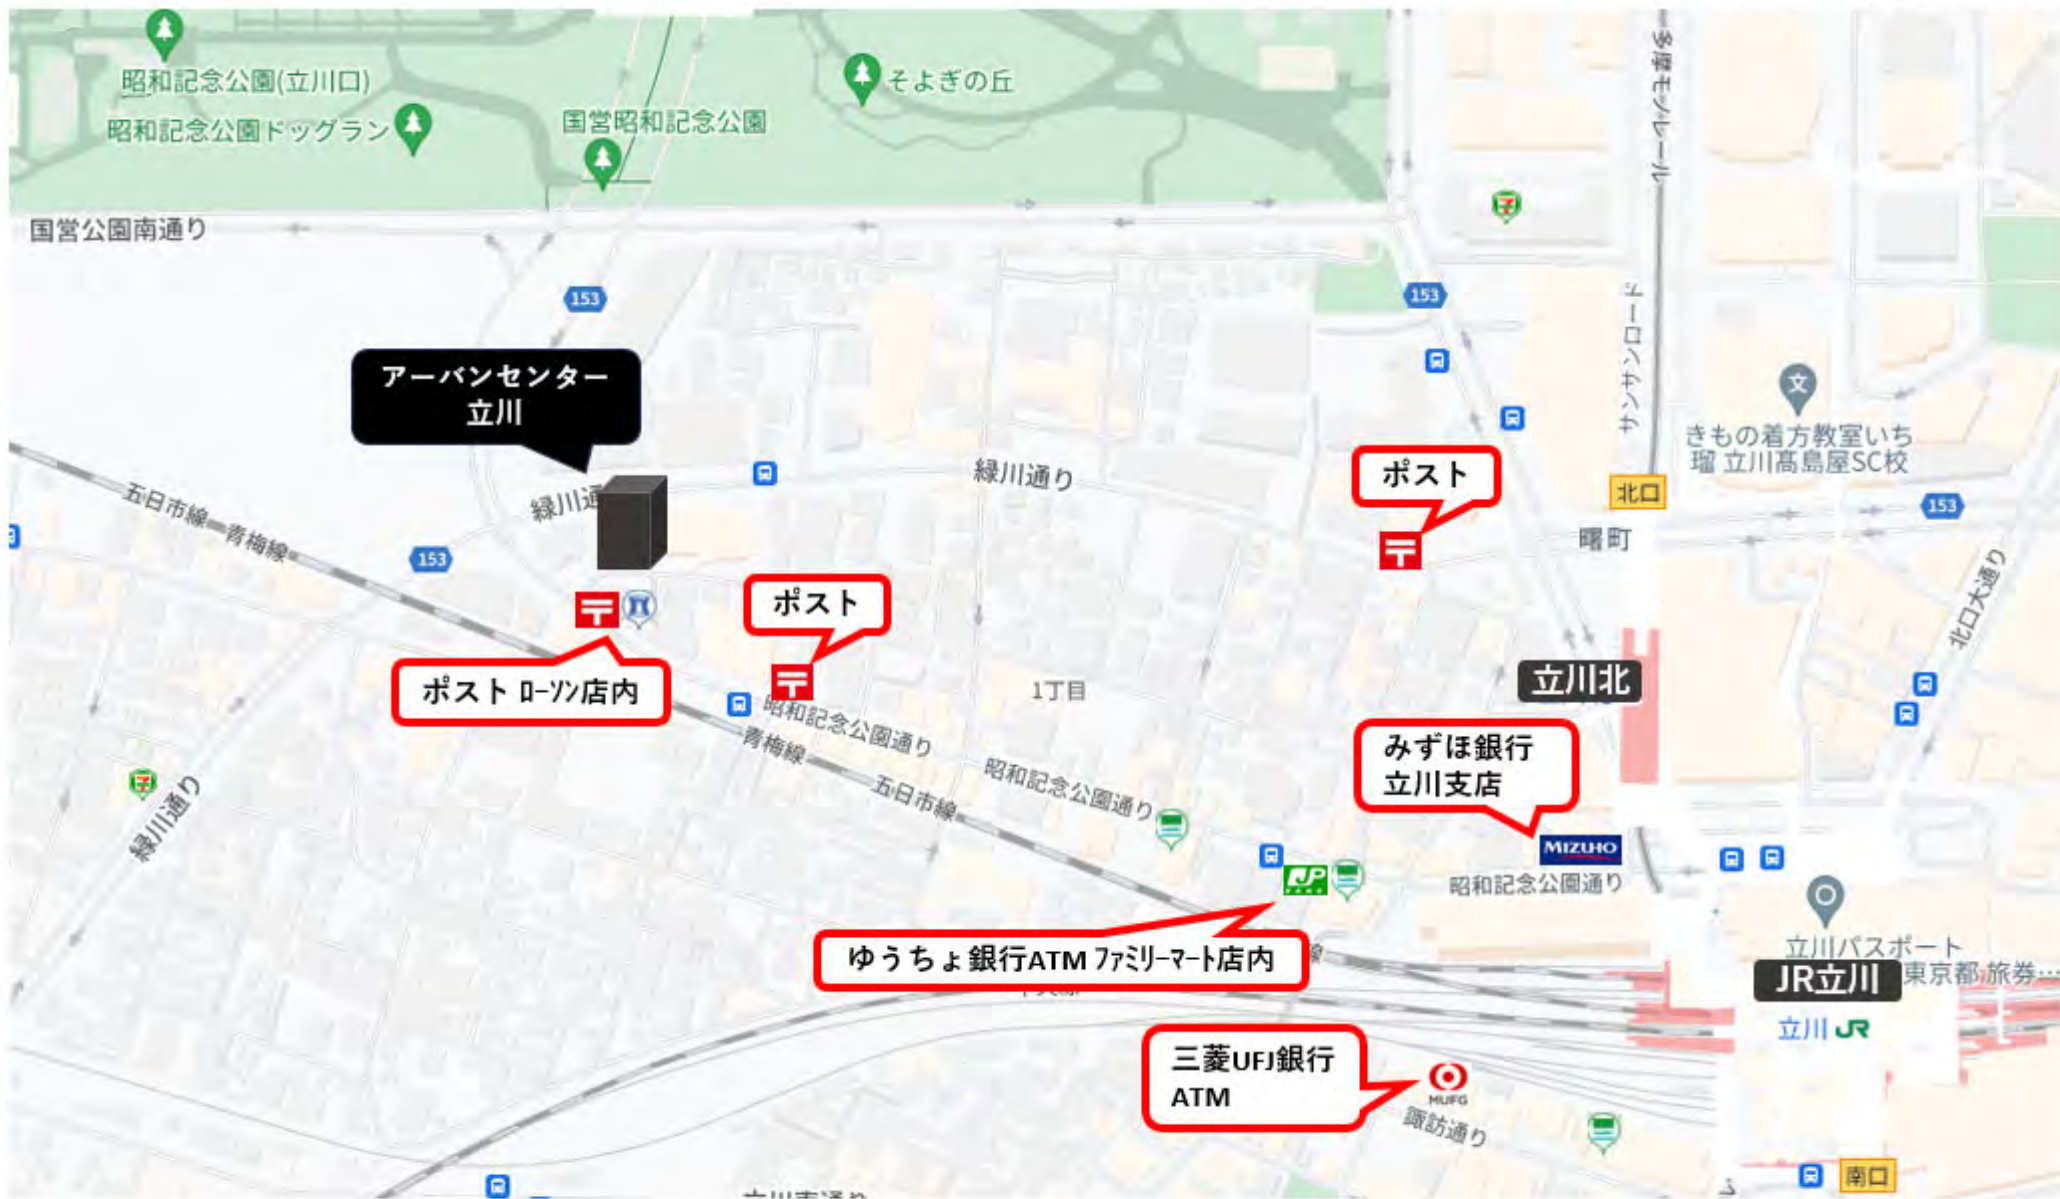 昭和記念公園(立川口)
昭和記念公園ドッグラン
国営昭和記念公園
そよぎの丘
多摩モノレール
国営公園南通り
153
153
サンサンロード
アーバンセンター
立川
きもの着方教室いち
瑠 立川髙島屋SC校
緑川通り
ポスト
北口
153
五日市線
青梅線
緑川通
曙町
153
北口大通り
ポスト
ポスト ローソン店内
1丁目
立川北
昭和記念公園通り
青梅線
昭和記念公園通り
五日市線
みずほ銀行
立川支店
緑川通り
MIZUHO
JP
昭和記念公園通り
ゆうちょ銀行ATM ファミリーマート店内
線
立川パスポート
JR立川
東京都 旅券…
立川 JR
三菱UFJ銀行
ATM
MUFG
諏訪通り
南口